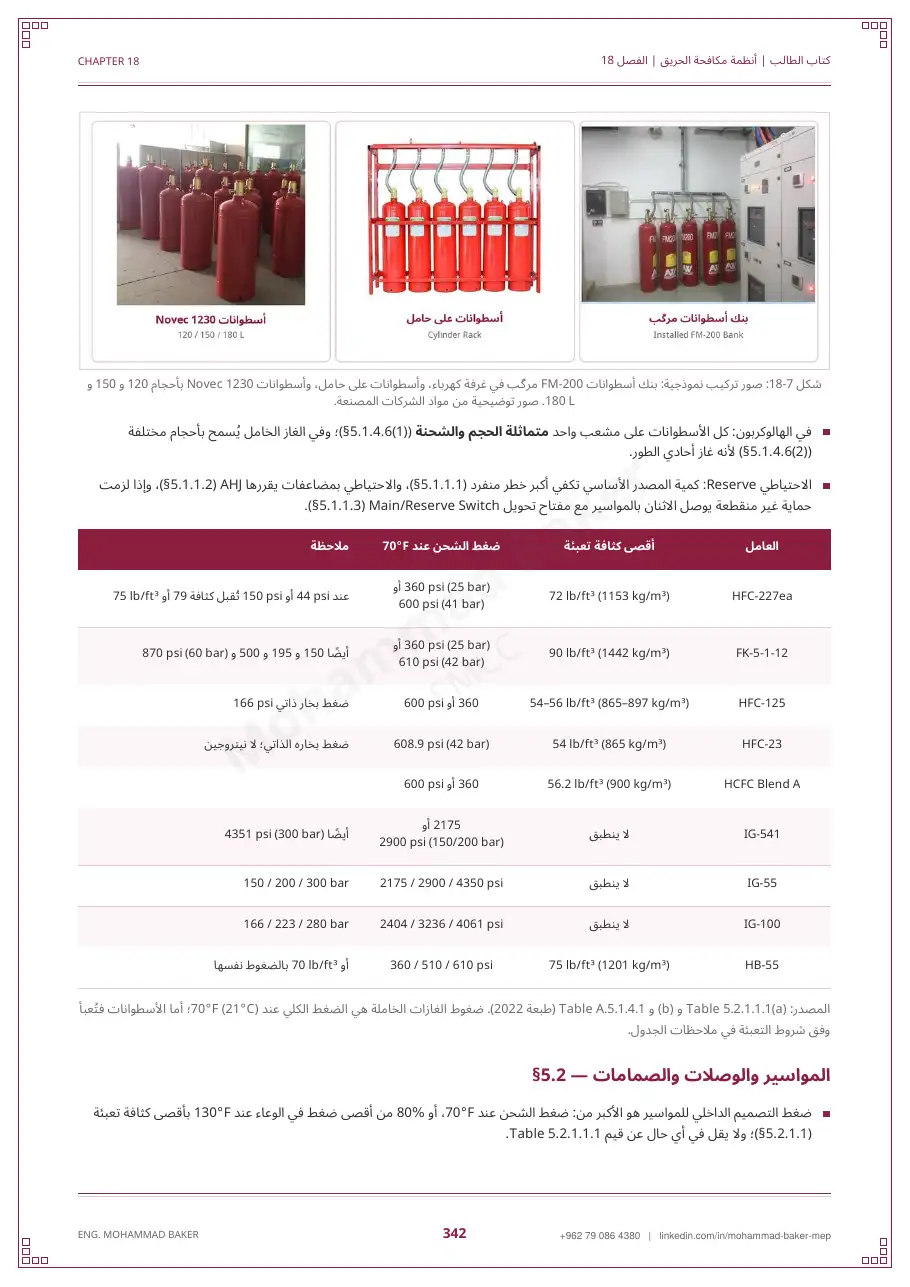 كتاب الطالب | أنظمة مكافحة الحريق | الفصل 18
CHAPTER 18
بنك أسطوانات مركّب
Installed FM-200 Bank
أسطوانات على حامل
Cylinder Rack
أسطوانات Novec 1230
120 / 150 / 180 L
شكل 7-18: صور تركيب نموذجية: بنك أسطوانات FM-200 مركّب في غرفة كهرباء، وأسطوانات على حامل، وأسطوانات Novec 1230 بأحجام 120 و 150 و
180 L. صور توضيحية من مواد الشركات المصنعة.
في الهالوكربون: كل الأسطوانات على مشعب واحد متماثلة الحجم والشحنة (§5.1.4.6(1))؛ وفي الغاز الخامل يُسمح بأحجام مختلفة
(§5.1.4.6(2)) لأنه غاز أحادي الطور.
الاحتياطي Reserve: كمية المصدر الأساسي تكفي أكبر خطر منفرد (§5.1.1.1)، والاحتياطي بمضاعفات يقررها AHJ (§5.1.1.2)، وإذا لزمت
حماية غير منقطعة يوصل الاثنان بالمواسير مع مفتاح تحويل Main/Reserve Switch (§5.1.1.3).
العامل | أقصى كثافة تعبئة | ضغط الشحن عند 70°F | ملاحظة
HFC-227ea | 72 lb/ft³ (1153 kg/m³) | 360 psi (25 bar) أو 600 psi (41 bar) | عند 44 psi أو 150 psi تُقبل كثافة 79 أو 75 lb/ft³
FK-5-1-12 | 90 lb/ft³ (1442 kg/m³) | 360 psi (25 bar) أو 610 psi (42 bar) | أيضًا 150 و 195 و 500 و 870 psi (60 bar)
HFC-125 | 54–56 lb/ft³ (865–897 kg/m³) | 360 أو 600 psi | ضغط بخار ذاتي 166 psi
HFC-23 | 54 lb/ft³ (865 kg/m³) | 608.9 psi (42 bar) | ضغط بخاره الذاتي؛ لا نيتروجين
HCFC Blend A | 56.2 lb/ft³ (900 kg/m³) | 360 أو 600 psi
IG-541 | لا ينطبق | 2175 أو 2900 psi (150/200 bar) | أيضًا 4351 psi (300 bar)
IG-55 | لا ينطبق | 2175 / 2900 / 4350 psi | 150 / 200 / 300 bar
IG-100 | لا ينطبق | 2404 / 3236 / 4061 psi | 166 / 223 / 280 bar
HB-55 | 75 lb/ft³ (1201 kg/m³) | 360 / 510 / 610 psi | أو 70 lb/ft³ بالضغوط نفسها
المصدر: Table 5.2.1.1.1(a) و (b) و Table A.5.1.4.1 (طبعة 2022). ضغوط الغازات الخاملة هي الضغط الكلي عند 70°F (21°C)؛ أما الأسطوانات فتُعبأ
وفق شروط التعبئة في ملاحظات الجدول.
المواسير والوصلات والصمامات — §5.2
ضغط التصميم الداخلي للمواسير هو الأكبر من: ضغط الشحن عند 70°F، أو 80% من أقصى ضغط في الوعاء عند 130°F بأقصى كثافة تعبئة
(§5.2.1.1)؛ ولا يقل في أي حال عن قيم Table 5.2.1.1.1.
Mohammad Baker
FMCC
ENG. MOHAMMAD BAKER
342
+962 79 086 4380 | linkedin.com/in/mohammad-baker-mep